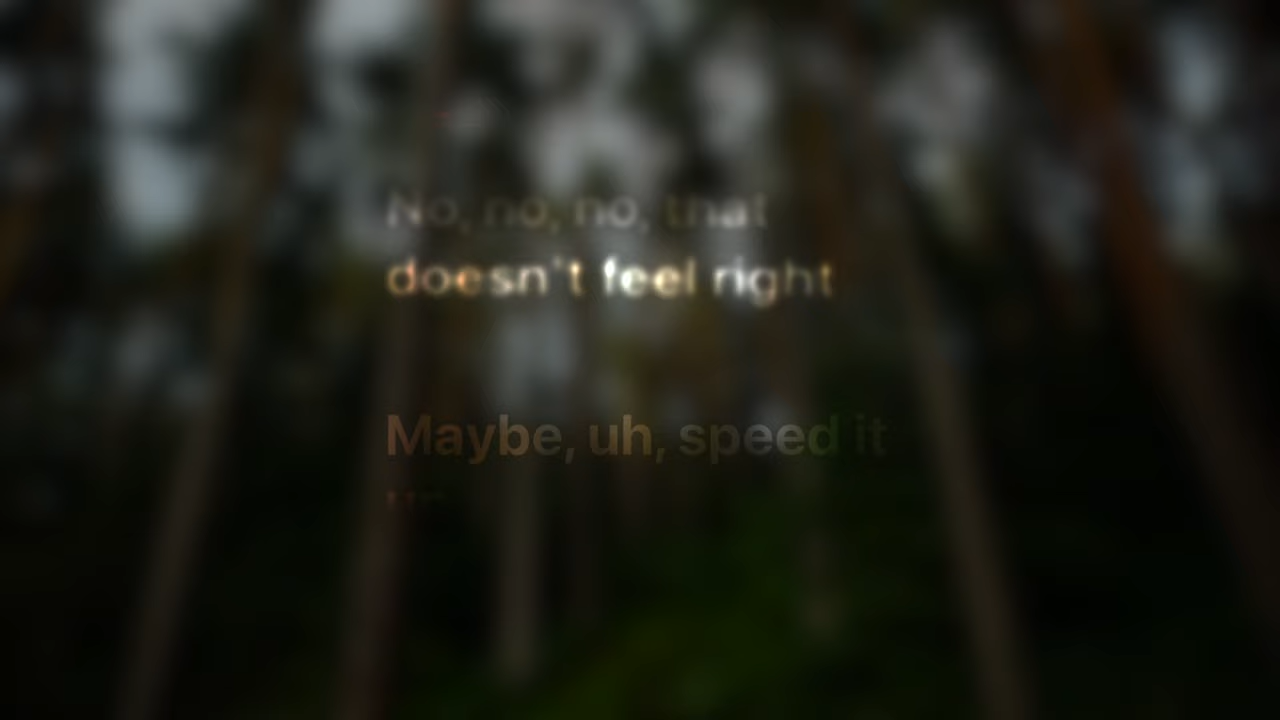 No, no, no, that
doesn't feel right
Maybe, uh, speed it